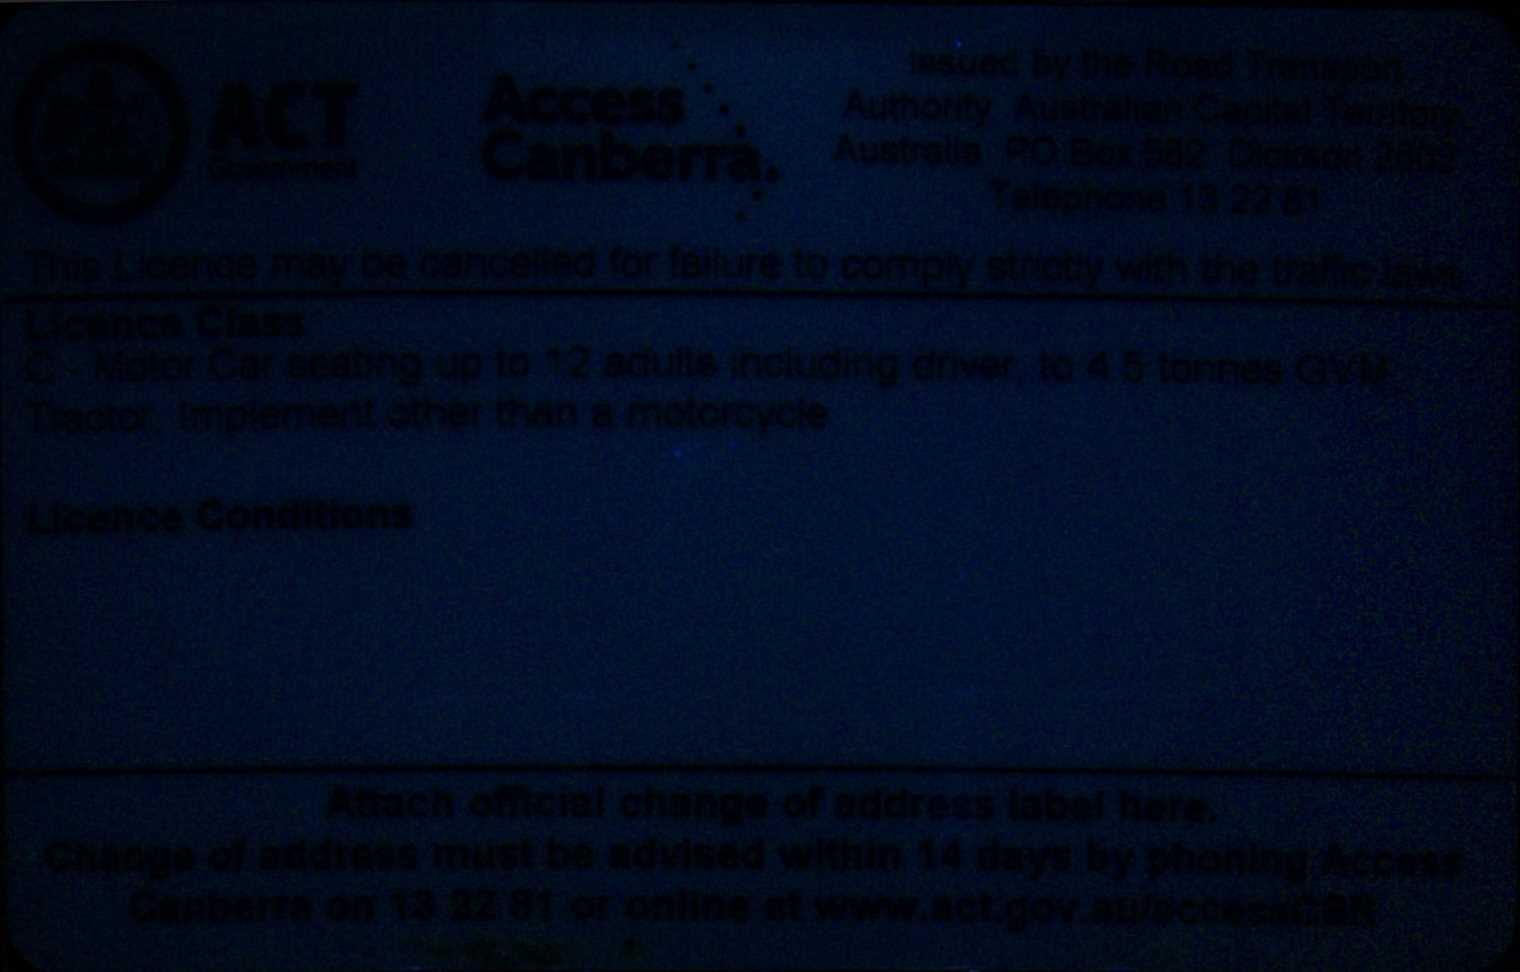 ACT
Government
Access
Canberra.
Issued by the Road Transport
Authority Australian Capital Territory
Australia PO Box 582 Dickson 2602
Telephone 13 22 81
This Licence may be cancelled for failure to comply strictly with the traffic laws
Licence Class
C - Motor Car seating up to 12 adults including driver, to 4.5 tonnes GVM
Tractor, Implement other than a motorcycle
Licence Conditions
Attach official change of address label here.
Change of address must be advised within 14 days by phoning Access
Canberra on 13 22 81 or online at www.act.gov.au/accessCBR